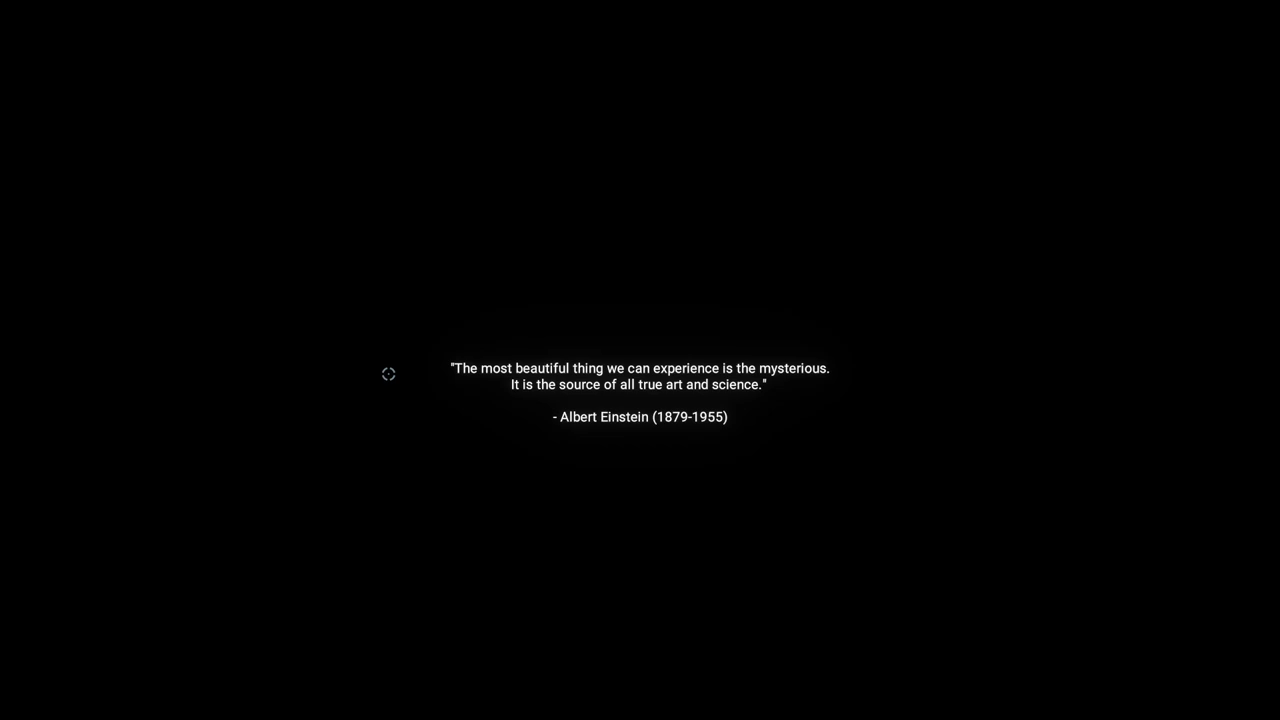 "The most beautiful thing we can experience is the mysterious.
It is the source of all true art and science."
- Albert Einstein (1879-1955)